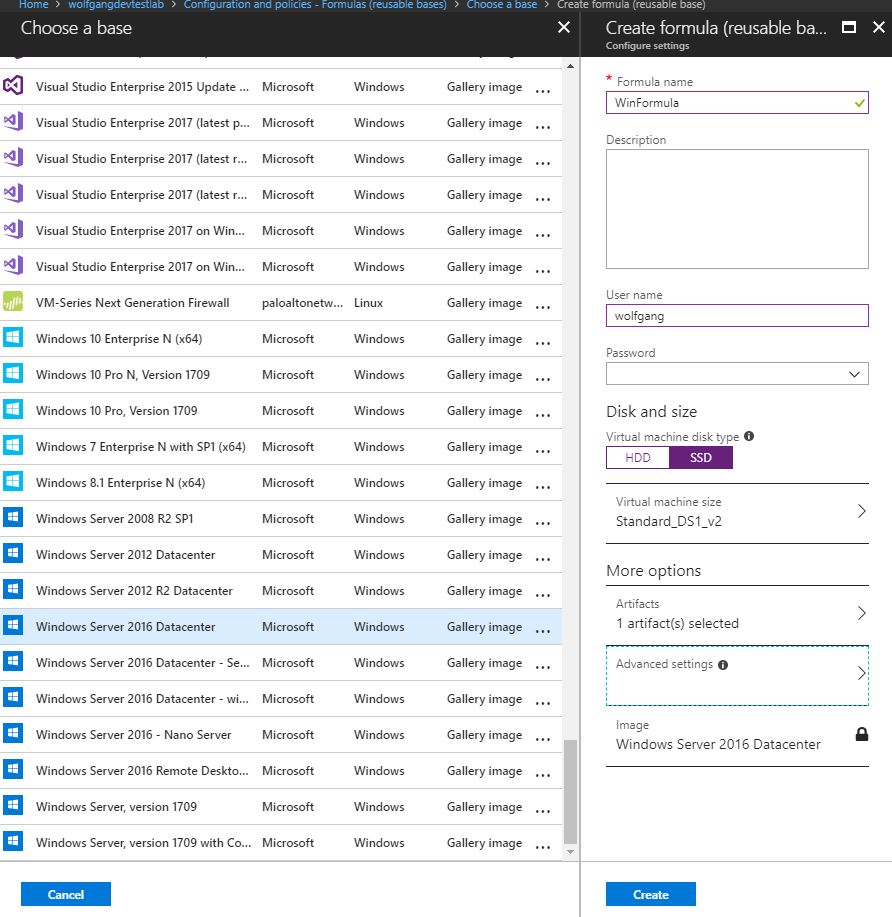 Home > wolfgangdevtestlab > Configuration and policies - Formulas (reusable bases) > Choose a base > Create formula (reusable base)
Choose a base
Visual Studio Enterprise 2015 Update ... Microsoft Windows Gallery image ...
Visual Studio Enterprise 2017 (latest p... Microsoft Windows Gallery image ...
Visual Studio Enterprise 2017 (latest r... Microsoft Windows Gallery image ...
Visual Studio Enterprise 2017 (latest r... Microsoft Windows Gallery image ...
Visual Studio Enterprise 2017 on Win... Microsoft Windows Gallery image ...
Visual Studio Enterprise 2017 on Win... Microsoft Windows Gallery image ...
VM-Series Next Generation Firewall paloaltonetw... Linux Gallery image ...
Windows 10 Enterprise N (x64) Microsoft Windows Gallery image ...
Windows 10 Pro N, Version 1709 Microsoft Windows Gallery image ...
Windows 10 Pro, Version 1709 Microsoft Windows Gallery image ...
Windows 7 Enterprise N with SP1 (x64) Microsoft Windows Gallery image ...
Windows 8.1 Enterprise N (x64) Microsoft Windows Gallery image ...
Windows Server 2008 R2 SP1 Microsoft Windows Gallery image ...
Windows Server 2012 Datacenter Microsoft Windows Gallery image ...
Windows Server 2012 R2 Datacenter Microsoft Windows Gallery image ...
Windows Server 2016 Datacenter Microsoft Windows Gallery image ...
Windows Server 2016 Datacenter - Se... Microsoft Windows Gallery image ...
Windows Server 2016 Datacenter - wi... Microsoft Windows Gallery image ...
Windows Server 2016 - Nano Server Microsoft Windows Gallery image ...
Windows Server 2016 Remote Deskto... Microsoft Windows Gallery image ...
Windows Server, version 1709 Microsoft Windows Gallery image ...
Windows Server, version 1709 with Co... Microsoft Windows Gallery image ...
Cancel
Create formula (reusable ba...
Configure settings
* Formula name
WinFormula
Description
User name
wolfgang
Password
Disk and size
Virtual machine disk type
HDD SSD
Virtual machine size
Standard_DS1_v2
More options
Artifacts
1 artifact(s) selected
Advanced settings
Image
Windows Server 2016 Datacenter
Create